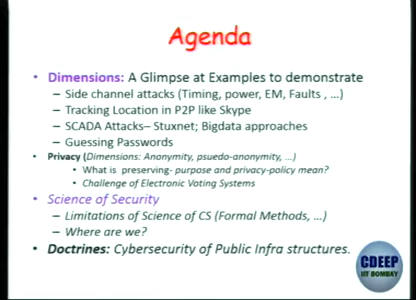 Agenda
• Dimensions: A Glimpse at Examples to demonstrate
– Side channel attacks (Timing, power, EM, Faults , ...)
– Tracking Location in P2P like Skype
– SCADA Attacks– Stuxnet; Bigdata approaches
– Guessing Passwords
• Privacy (Dimensions: Anonymity, psuedo-anonymity, ...)
• What is preserving- purpose and privacy-policy mean?
• Challenge of Electronic Voting Systems
• Science of Security
– Limitations of Science of CS (Formal Methods, ...)
– Where are we?
• Doctrines: Cybersecurity of Public Infra structures.
CDEEP
IIT BOMBAY